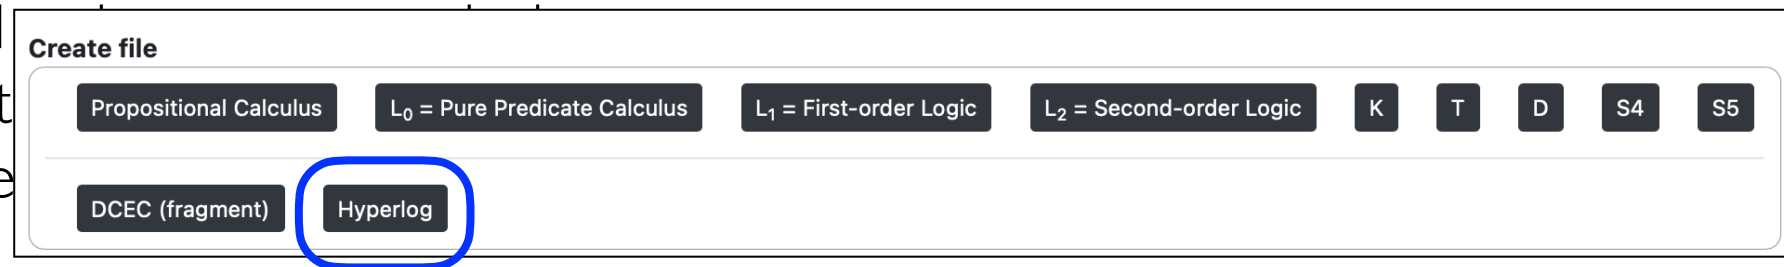 Create file
Propositional Calculus L₀ = Pure Predicate Calculus L₁ = First-order Logic L₂ = Second-order Logic K T D S4 S5
DCEC (fragment) Hyperlog